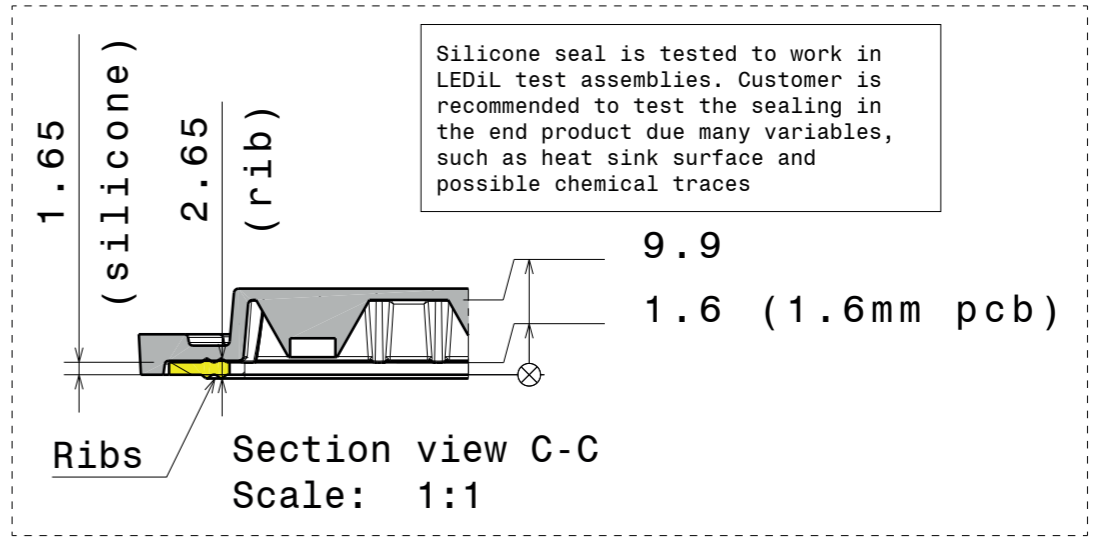 Silicone seal is tested to work in
LEDiL test assemblies. Customer is
recommended to test the sealing in
the end product due many variables,
such as heat sink surface and
possible chemical traces
1.65
(silicone)
2.65
(rib)
9.9
1.6 (1.6mm pcb)
Ribs
Section view C-C
Scale: 1:1